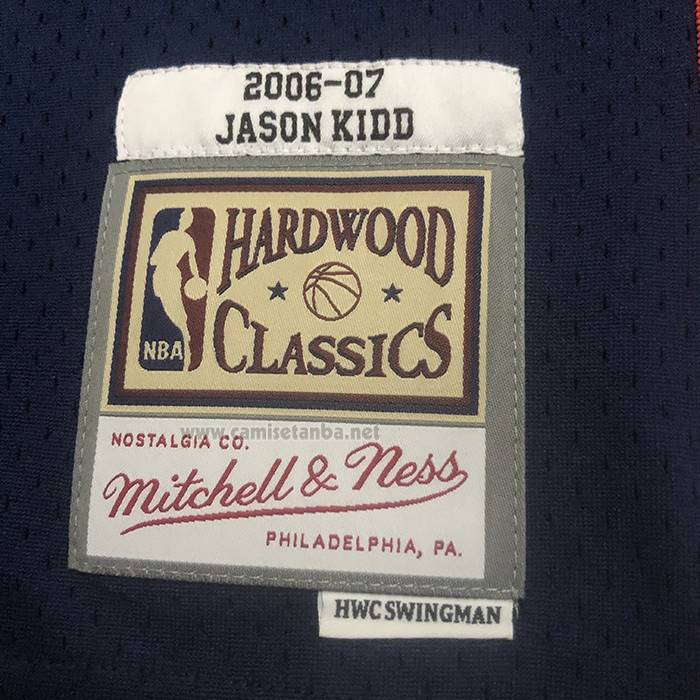 2006-07
JASON KIDD
HARDWOOD
CLASSICS
NBA
www.camisetanba.net
NOSTALGIA CO.
Mitchell & Ness
PHILADELPHIA, PA.
HWC SWINGMAN